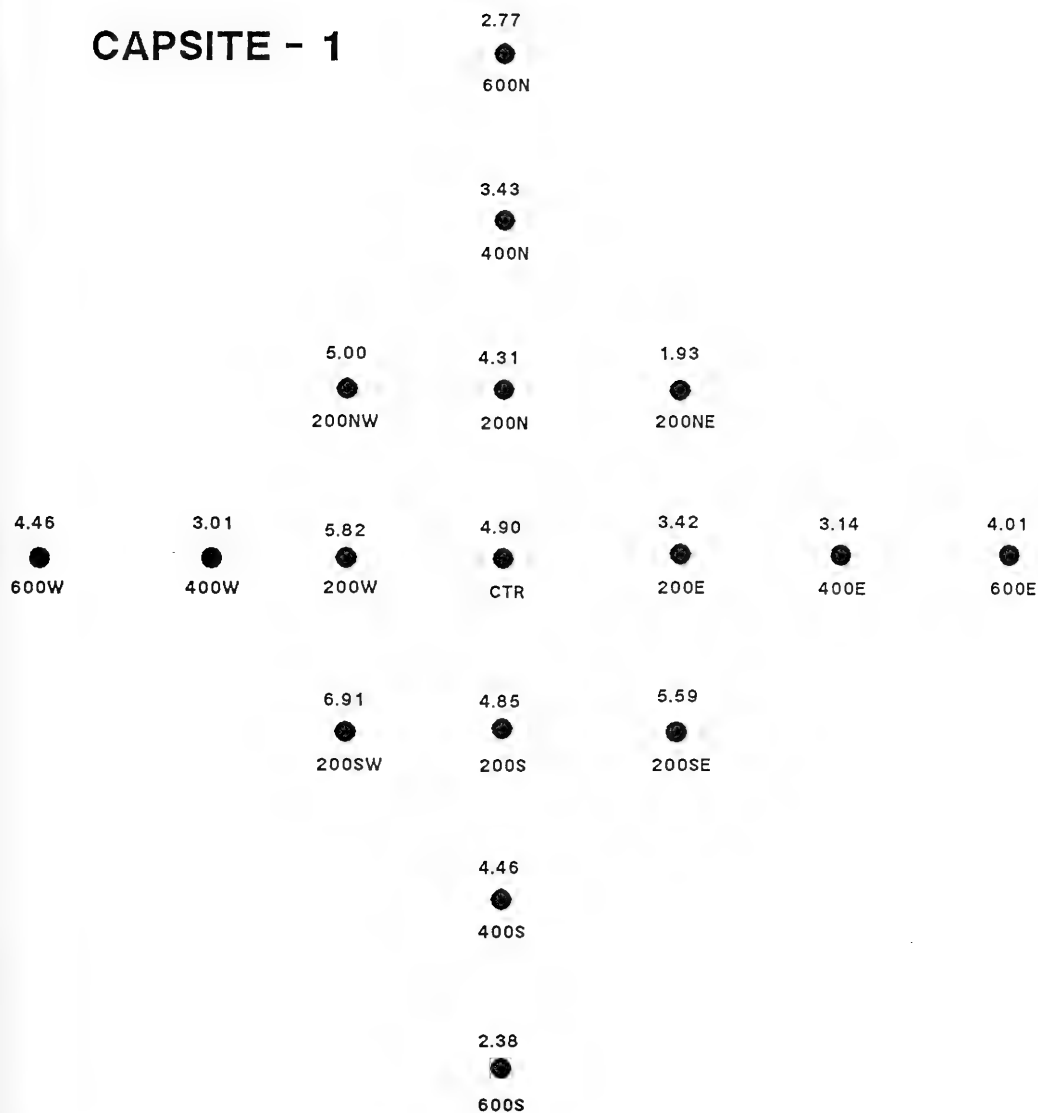 CAPSITE - 1
2.77
600N
3.43
400N
5.00 4.31 1.93
200NW 200N 200NE
4.46 3.01 5.82 4.90 3.42 3.14 4.01
600W 400W 200W CTR 200E 400E 600E
6.91 4.85 5.59
200SW 200S 200SE
4.46
400S
2.38
600S